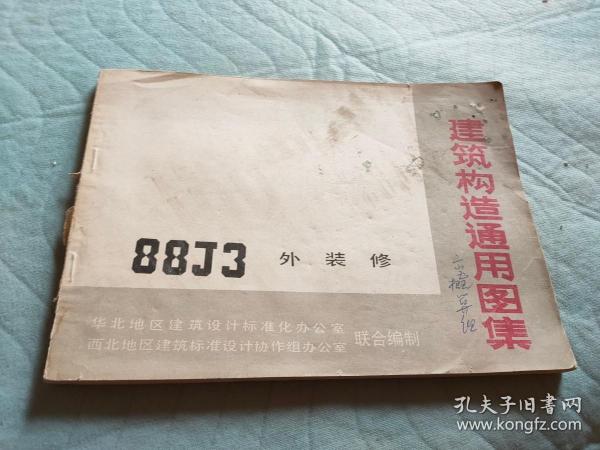 建筑构造通用图集
88J3 外装修
华北地区建筑设计标准化办公室
西北地区建筑标准设计协作组办公室
联合编制
孔夫子旧书网
www.kongfz.com